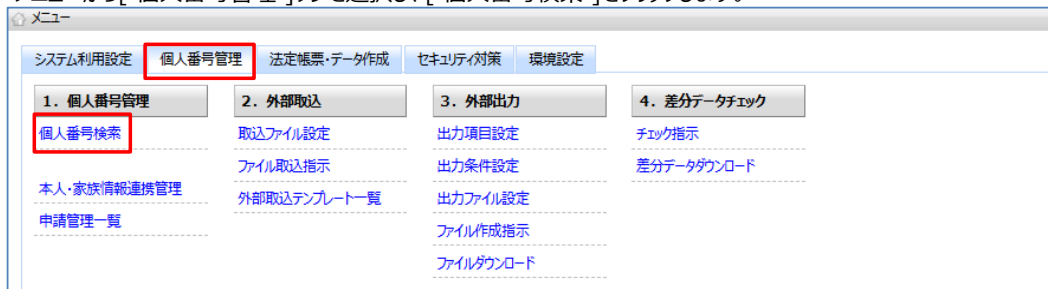 メニュー
システム利用設定 個人番号管理 法定帳票・データ作成 セキュリティ対策 環境設定
1. 個人番号管理 2. 外部取込 3. 外部出力 4. 差分データチェック
個人番号検索 取込ファイル設定 出力項目設定 チェック指示
ファイル取込指示 出力条件設定 差分データダウンロード
本人・家族情報連携管理 外部取込テンプレート一覧 出力ファイル設定
申請管理一覧 ファイル作成指示
ファイルダウンロード